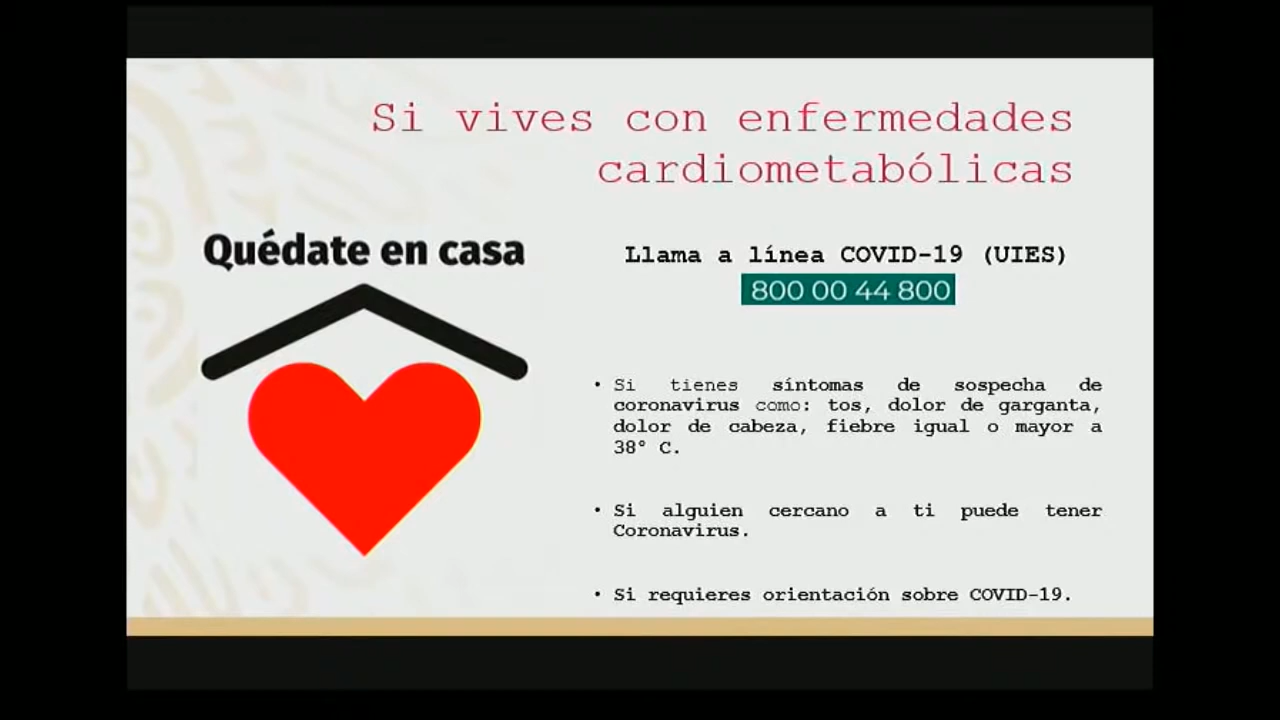 Si vives con enfermedades
cardiometabólicas
Quédate en casa
Llama a línea COVID-19 (UIES)
800 00 44 800
• Si tienes síntomas de sospecha de
coronavirus como: tos, dolor de garganta,
dolor de cabeza, fiebre igual o mayor a
38° C.
• Si alguien cercano a ti puede tener
Coronavirus.
• Si requieres orientación sobre COVID-19.